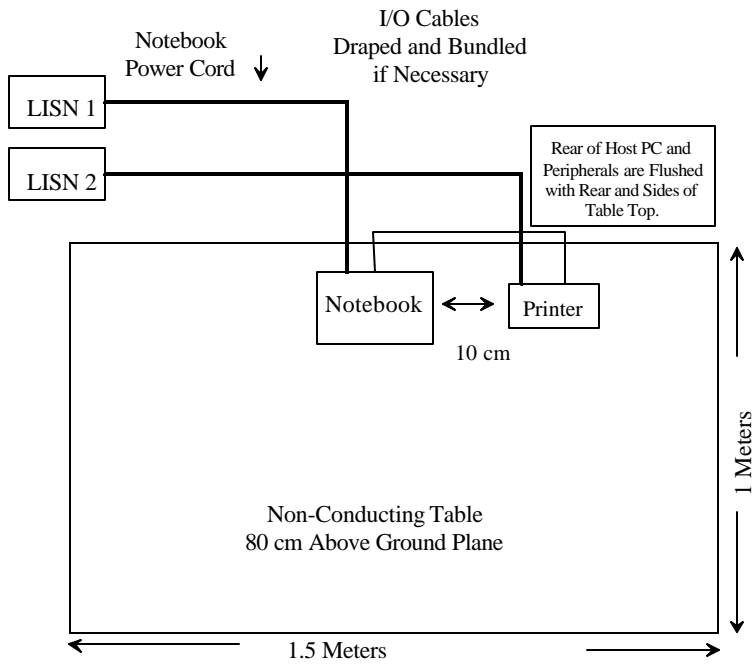 Notebook
Power Cord
I/O Cables
Draped and Bundled
if Necessary
LISN 1
LISN 2
Rear of Host PC and
Peripherals are Flushed
with Rear and Sides of
Table Top.
Notebook
Printer
10 cm
1 Meters
Non-Conducting Table
80 cm Above Ground Plane
1.5 Meters